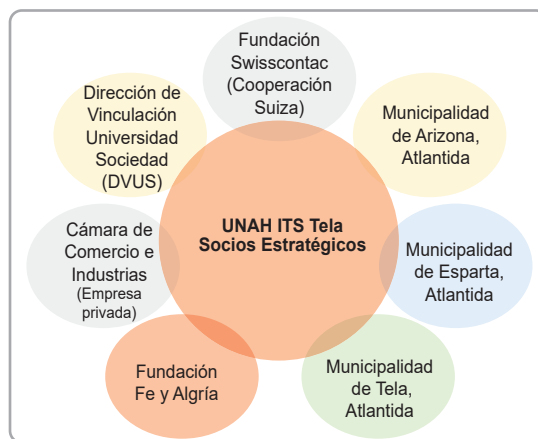 Fundación
Swisscontac
(Cooperación
Suiza)
Dirección de
Vinculación
Universidad
Sociedad
(DVUS)
Municipalidad
de Arizona,
Atlantida
UNAH ITS Tela
Socios Estratégicos
Cámara de
Comercio e
Industrias
(Empresa
privada)
Municipalidad
de Esparta,
Atlantida
Fundación
Fe y Algría
Municipalidad
de Tela,
Atlantida